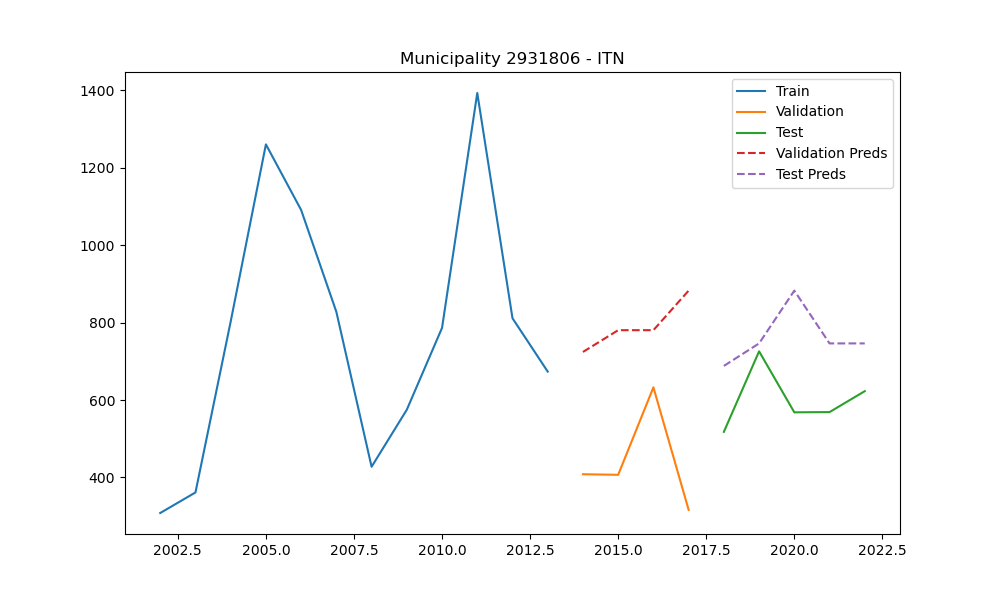 Municipality 2931806 - ITN
1400
1200
1000
800
600
400
2002.5 2005.0 2007.5 2010.0 2012.5 2015.0 2017.5 2020.0 2022.5
Train
Validation
Test
Validation Preds
Test Preds